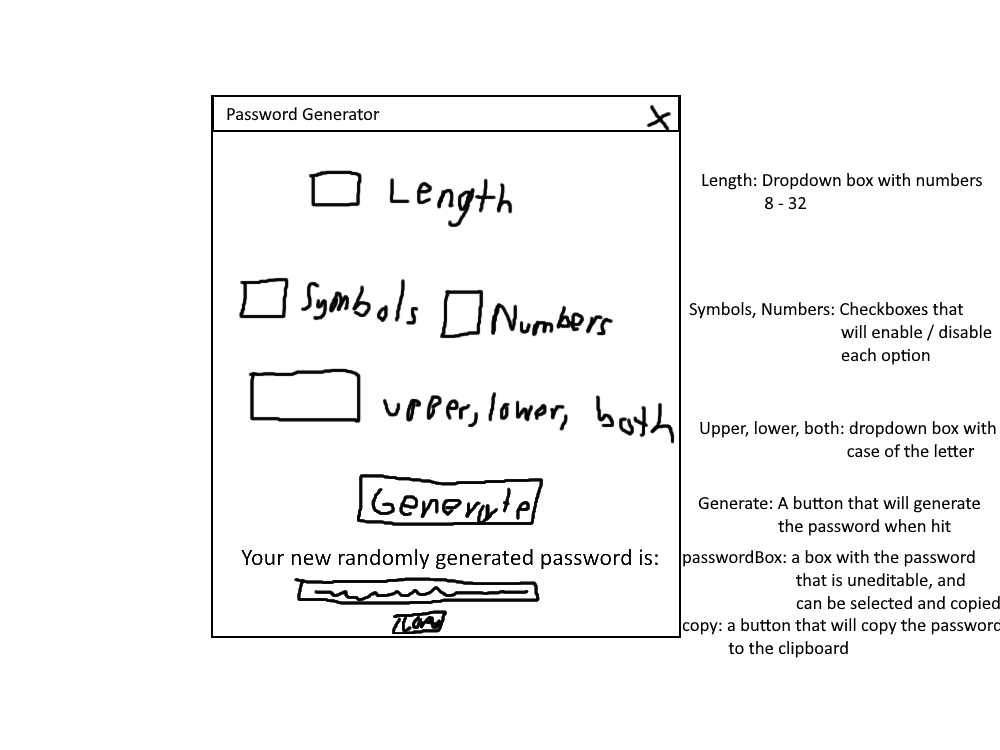 Password Generator
Length
Length: Dropdown box with numbers
8 - 32
Symbols
Numbers
Symbols, Numbers: Checkboxes that
will enable / disable
each option
upper, lower, both
Upper, lower, both: dropdown box with
case of the letter
Generate
Generate: A button that will generate
the password when hit
Your new randomly generated password is:
passwordBox: a box with the password
that is uneditable, and
can be selected and copied
copy: a button that will copy the password
to the clipboard